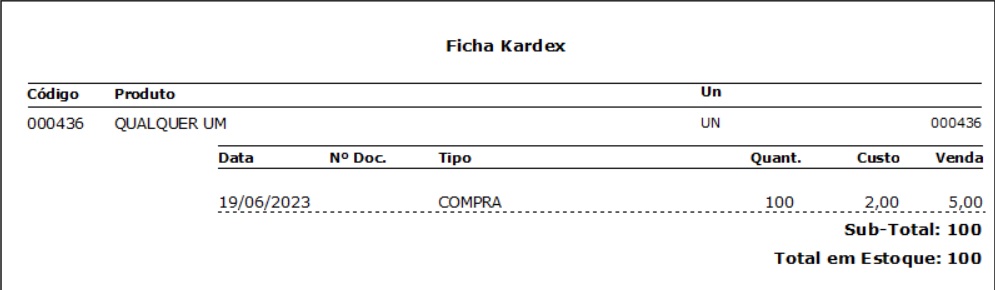 Ficha Kardex
Código Produto Un
000436 QUALQUER UM UN 000436
Data Nº Doc. Tipo Quant. Custo Venda
19/06/2023 COMPRA 100 2,00 5,00
Sub-Total: 100
Total em Estoque: 100